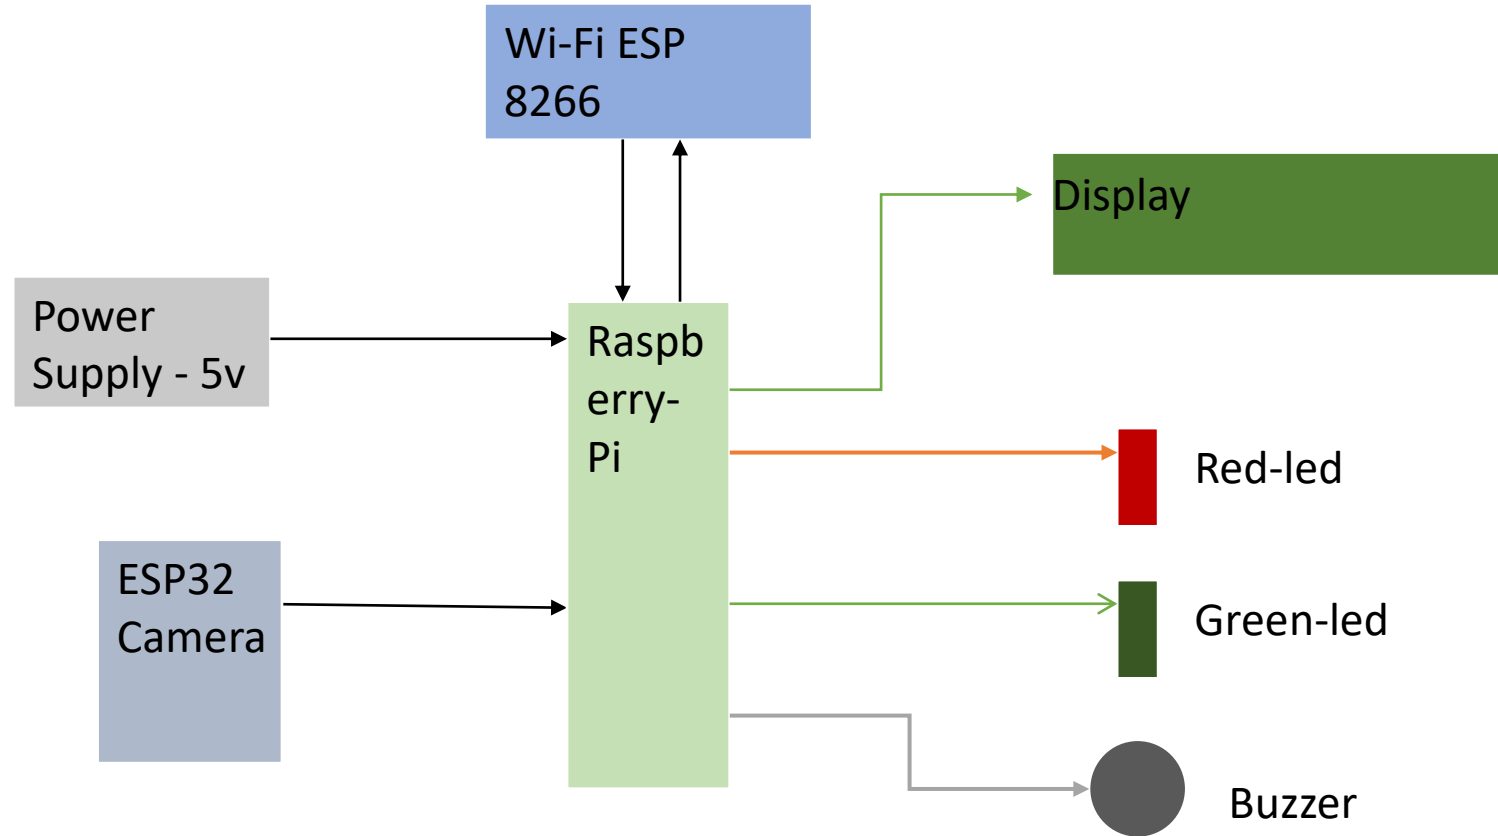 Wi-Fi ESP
8266
Display
Power
Supply - 5v
Raspb
erry-
Pi
Red-led
ESP32
Camera
Green-led
Buzzer